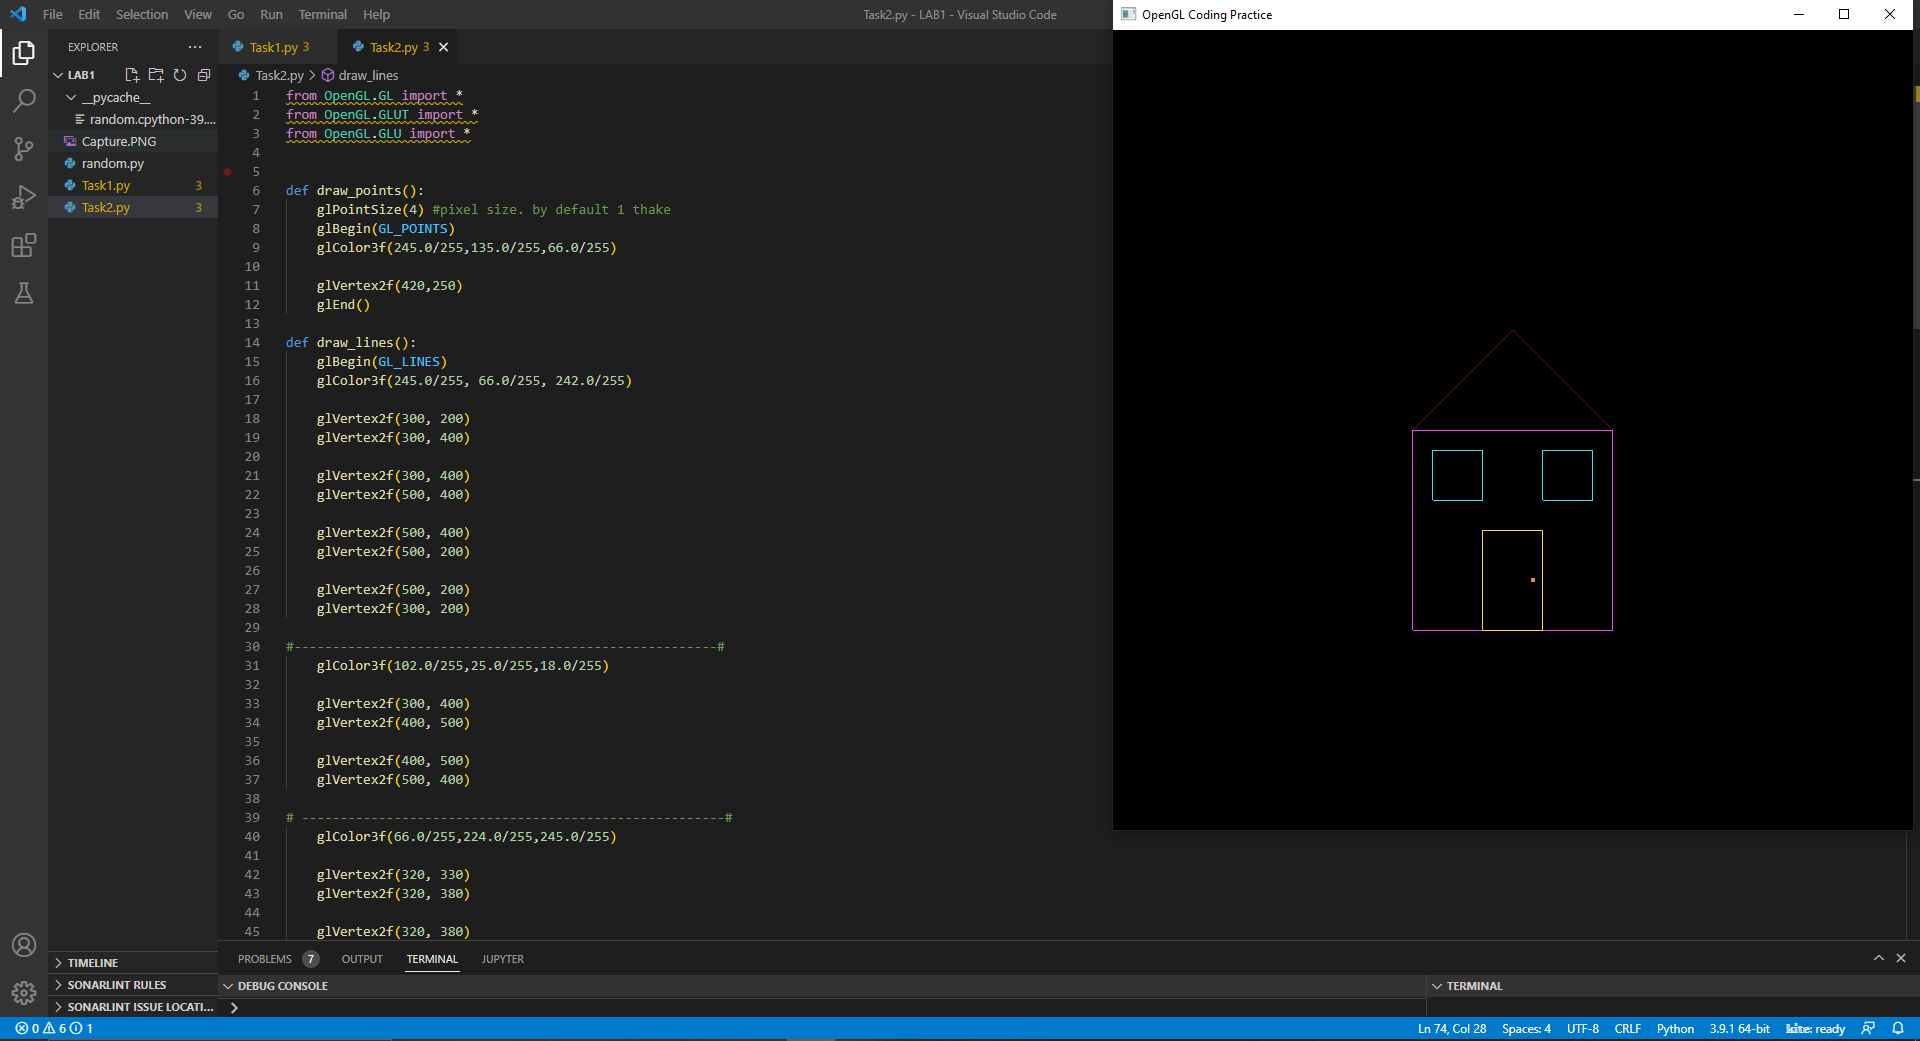 File Edit Selection View Go Run Terminal Help
Task2.py - LAB1 - Visual Studio Code
OpenGL Coding Practice
EXPLORER
LAB1
__pycache__
random.cpython-39....
Capture.PNG
random.py
Task1.py 3
Task2.py 3
TIMELINE
SONARLINT RULES
SONARLINT ISSUE LOCATI...
Task1.py 3 Task2.py 3
Task2.py > draw_lines
1 from OpenGL.GL import *
2 from OpenGL.GLUT import *
3 from OpenGL.GLU import *
4
5
6 def draw_points():
7 glPointSize(4) #pixel size. by default 1 thake
8 glBegin(GL_POINTS)
9 glColor3f(245.0/255,135.0/255,66.0/255)
10
11 glVertex2f(420,250)
12 glEnd()
13
14 def draw_lines():
15 glBegin(GL_LINES)
16 glColor3f(245.0/255, 66.0/255, 242.0/255)
17
18 glVertex2f(300, 200)
19 glVertex2f(300, 400)
20
21 glVertex2f(300, 400)
22 glVertex2f(500, 400)
23
24 glVertex2f(500, 400)
25 glVertex2f(500, 200)
26
27 glVertex2f(500, 200)
28 glVertex2f(300, 200)
29
30 #-------------------------------------------------------#
31 glColor3f(102.0/255,25.0/255,18.0/255)
32
33 glVertex2f(300, 400)
34 glVertex2f(400, 500)
35
36 glVertex2f(400, 500)
37 glVertex2f(500, 400)
38
39 # -------------------------------------------------------#
40 glColor3f(66.0/255,224.0/255,245.0/255)
41
42 glVertex2f(320, 330)
43 glVertex2f(320, 380)
44
45 glVertex2f(320, 380)
PROBLEMS 7 OUTPUT TERMINAL JUPYTER
DEBUG CONSOLE
TERMINAL
0 6 1
Ln 74, Col 28 Spaces: 4 UTF-8 CRLF Python 3.9.1 64-bit kite: ready